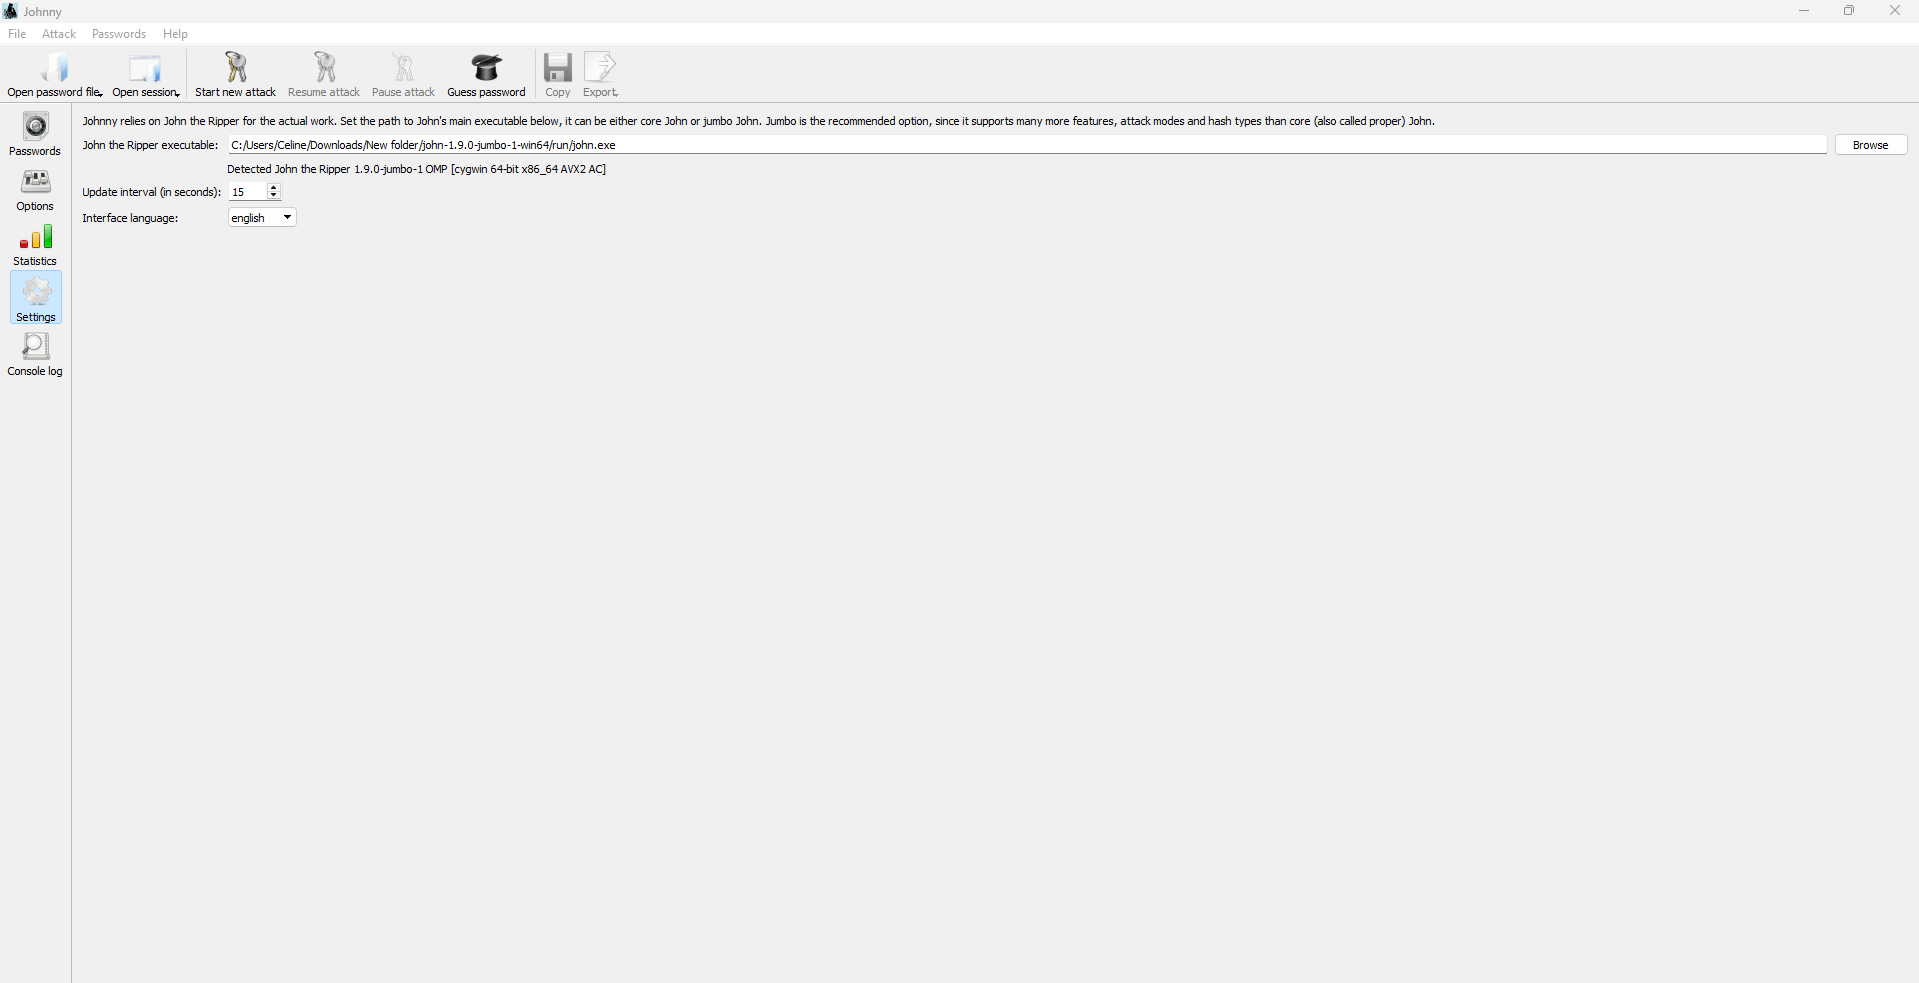 Johnny
File Attack Passwords Help
Open password file Open session Start new attack Resume attack Pause attack Guess password Copy Export
Passwords
Options
Statistics
Settings
Console log
Johnny relies on John the Ripper for the actual work. Set the path to John's main executable below, it can be either core John or jumbo John. Jumbo is the recommended option, since it supports many more features, attack modes and hash types than core (also called proper) John.
John the Ripper executable: C:/Users/Celine/Downloads/New folder/john-1.9.0-jumbo-1-win64/run/john.exe Browse
Detected John the Ripper 1.9.0-jumbo-1 OMP [cygwin 64-bit x86_64 AVX2 AC]
Update interval (in seconds): 15
Interface language: english